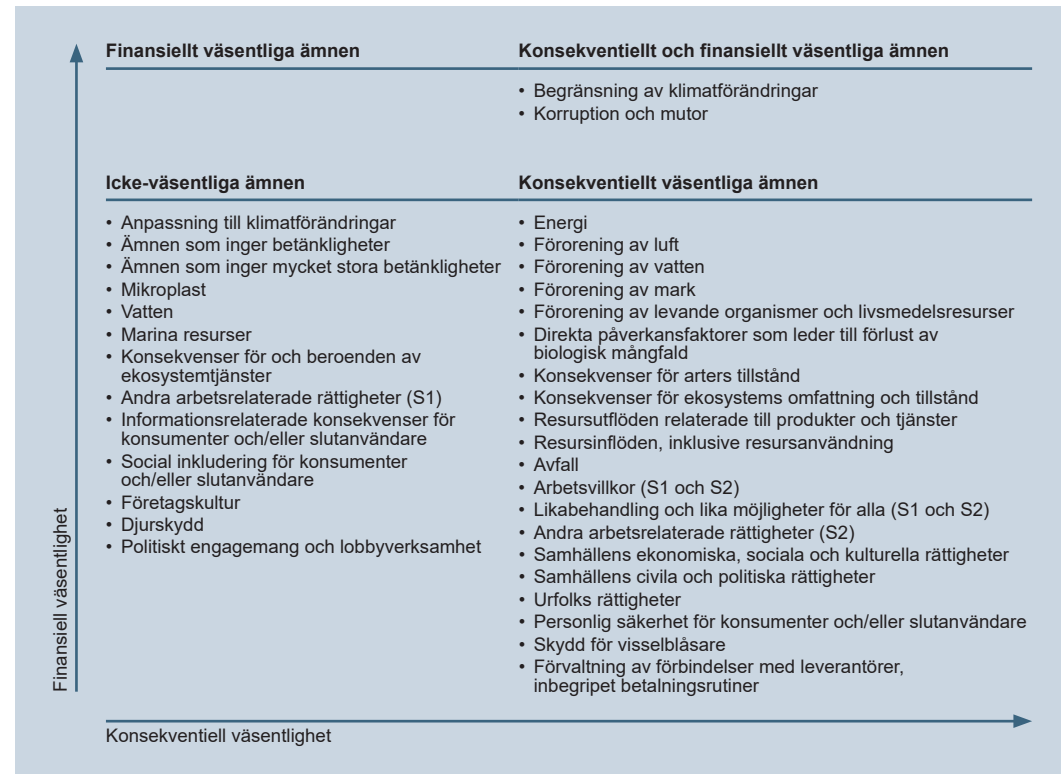 Finansiellt väsentliga ämnen
Konsekventiellt och finansiellt väsentliga ämnen
• Begränsning av klimatförändringar
• Korruption och mutor
Icke-väsentliga ämnen
• Anpassning till klimatförändringar
• Ämnen som inger betänkligheter
• Ämnen som inger mycket stora betänkligheter
• Mikroplast
• Vatten
• Marina resurser
• Konsekvenser för och beroenden av
ekosystemtjänster
• Andra arbetsrelaterade rättigheter (S1)
• Informationsrelaterade konsekvenser för
konsumenter och/eller slutanvändare
• Social inkludering för konsumenter
och/eller slutanvändare
• Företagskultur
• Djurskydd
• Politiskt engagemang och lobbyverksamhet
Konsekventiellt väsentliga ämnen
• Energi
• Förorening av luft
• Förorening av vatten
• Förorening av mark
• Förorening av levande organismer och livsmedelsresurser
• Direkta påverkansfaktorer som leder till förlust av
biologisk mångfald
• Konsekvenser för arters tillstånd
• Konsekvenser för ekosystems omfattning och tillstånd
• Resursutflöden relaterade till produkter och tjänster
• Resursinflöden, inklusive resursanvändning
• Avfall
• Arbetsvillkor (S1 och S2)
• Likabehandling och lika möjligheter för alla (S1 och S2)
• Andra arbetsrelaterade rättigheter (S2)
• Samhällens ekonomiska, sociala och kulturella rättigheter
• Samhällens civila och politiska rättigheter
• Urfolks rättigheter
• Personlig säkerhet för konsumenter och/eller slutanvändare
• Skydd för visselblåsare
• Förvaltning av förbindelser med leverantörer,
inbegripet betalningsrutiner
Finansiell väsentlighet
Konsekventiell väsentlighet